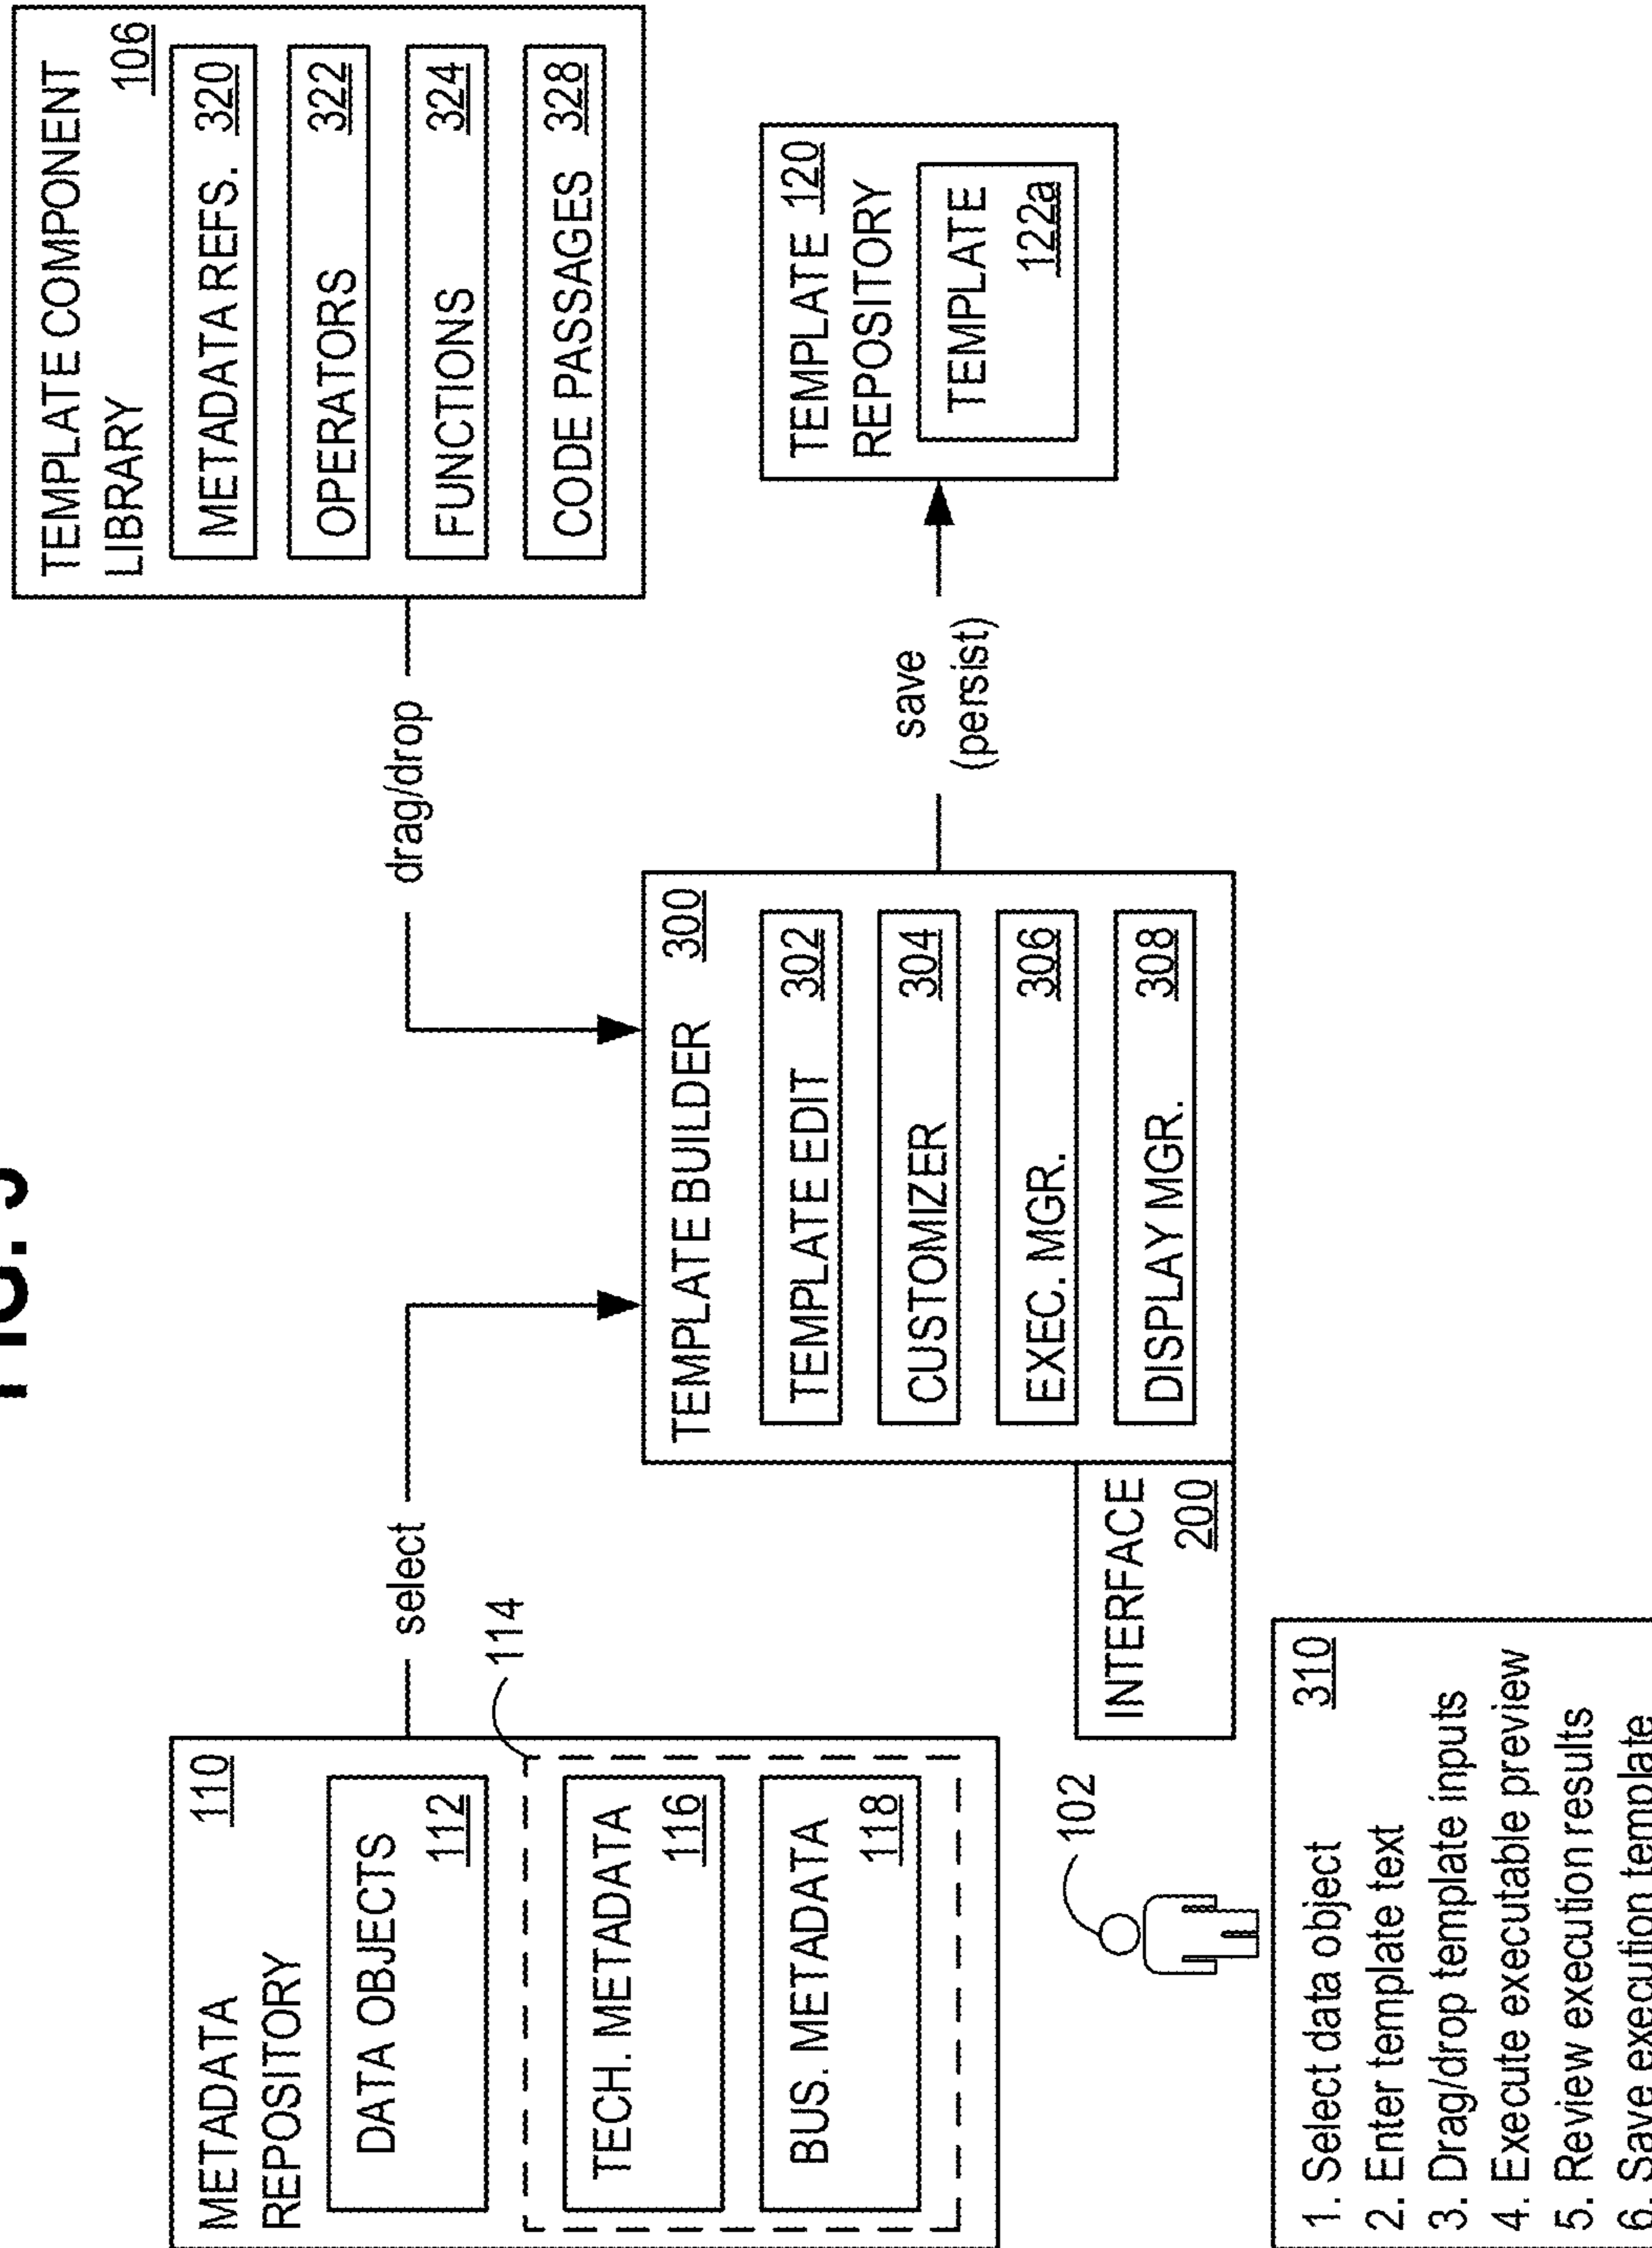 FIG. 3
METADATA 110
REPOSITORY
DATA OBJECTS
112
114
TECH. METADATA
116
BUS. METADATA
118
select
drag/drop
TEMPLATE COMPONENT
LIBRARY 106
METADATA REFS. 320
OPERATORS 322
FUNCTIONS 324
CODE PASSAGES 328
TEMPLATE BUILDER 300
TEMPLATE EDIT 302
CUSTOMIZER 304
EXEC. MGR. 306
DISPLAY MGR. 308
INTERFACE
200
save
(persist)
TEMPLATE 120
REPOSITORY
TEMPLATE
122a
102
310
1. Select data object
2. Enter template text
3. Drag/drop template inputs
4. Execute executable preview
5. Review execution results
6. Save execution template